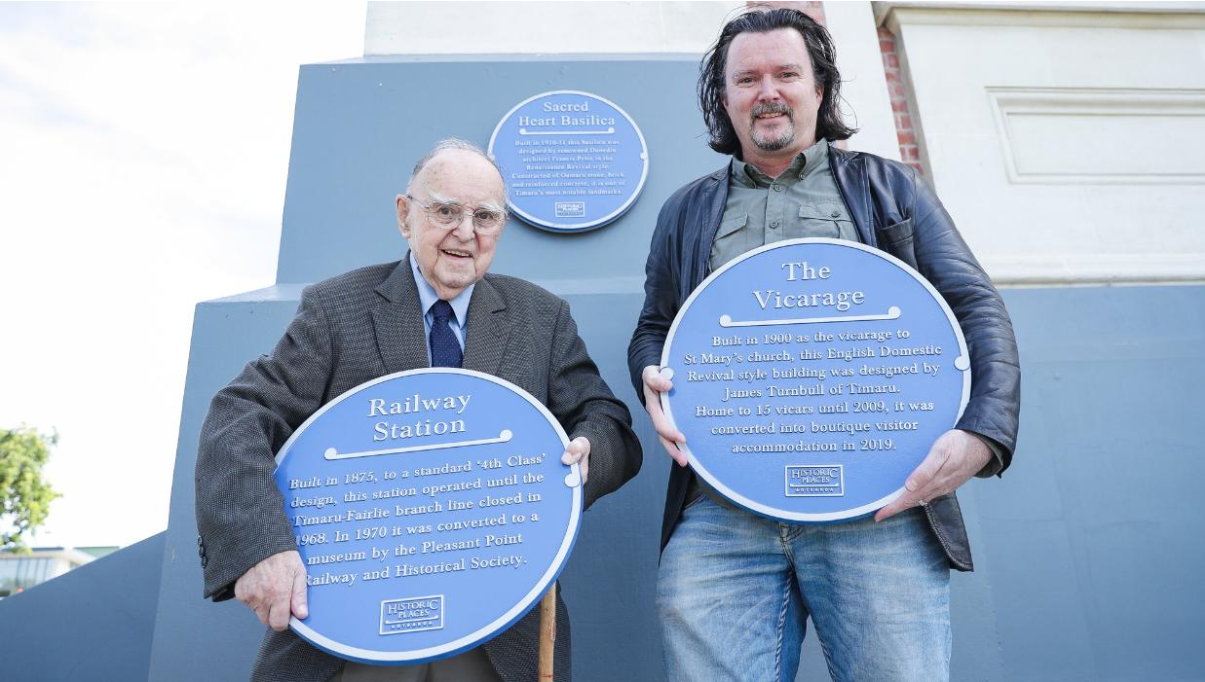 Sacred
Heart Basilica
Built in 1910-11 this basilica was
designed by renowned Dunedin
architect Francis Petre in the
Renaissance Revival style.
Constructed of Oamaru stone, brick
and reinforced concrete, it is one of
Timaru's most notable landmarks.
HISTORIC
PLACES
AOTEAROA
The
Vicarage
Built in 1900 as the vicarage to
St Mary's church, this English Domestic
Revival style building was designed by
James Turnbull of Timaru.
Home to 15 vicars until 2009, it was
converted into boutique visitor
accommodation in 2019.
HISTORIC
PLACES
AOTEAROA
Railway
Station
Built in 1875, to a standard '4th Class'
design, this station operated until the
Timaru-Fairlie branch line closed in
1968. In 1970 it was converted to a
museum by the Pleasant Point
Railway and Historical Society.
HISTORIC
PLACES
AOTEAROA